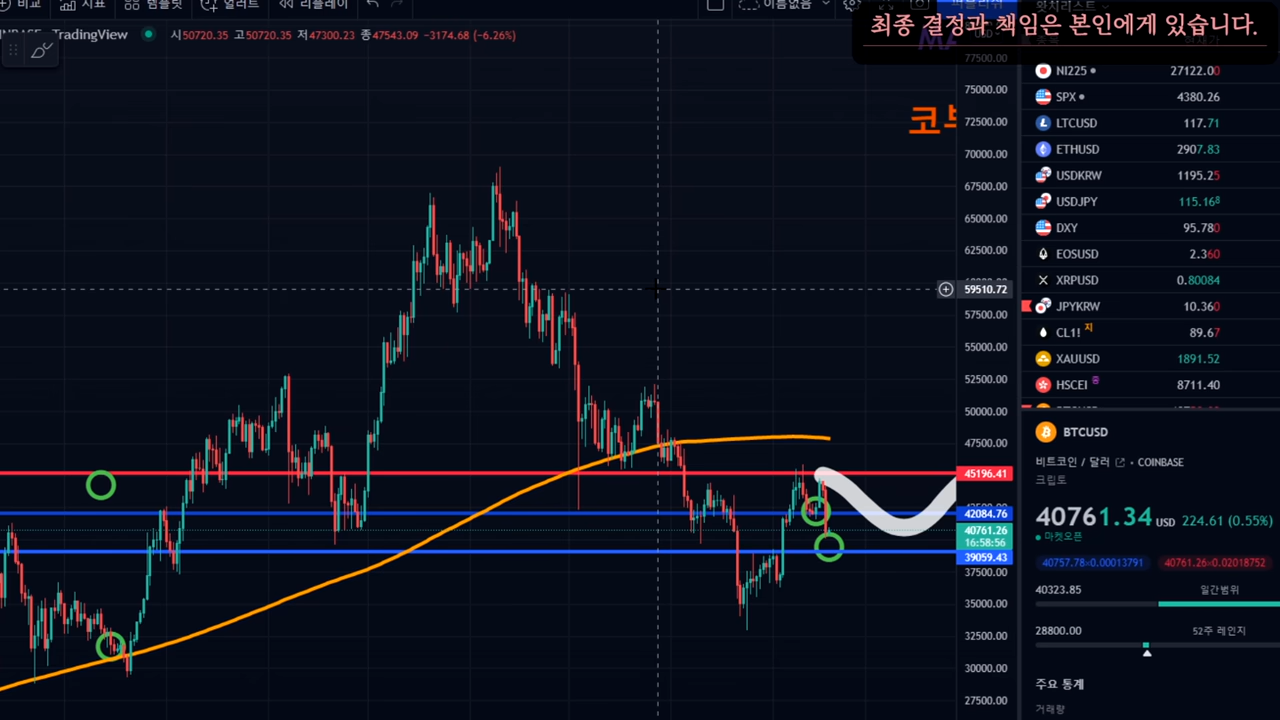 비교 지표 템플릿 얼러트 리플레이 이름없음
최종 결정과 책임은 본인에게 있습니다.
TradingView 시50720.35 고50720.35 저47300.23 종47543.09 −3174.68 (−6.26%)
코
77500.00
75000.00
72500.00
70000.00
67500.00
65000.00
62500.00
59510.72
57500.00
55000.00
52500.00
50000.00
47500.00
45196.41
42084.76
40761.26
16:58:56
39059.43
37500.00
35000.00
32500.00
30000.00
27500.00
NI225 27122.00
SPX 4380.26
LTCUSD 117.71
ETHUSD 2907.83
USDKRW 1195.25
USDJPY 115.168
DXY 95.780
EOSUSD 2.360
XRPUSD 0.80084
JPYKRW 10.360
CL1! 지 89.67
XAUUSD 1891.52
HSCEI 8711.40
BTCUSD
비트코인 / 달러 • COINBASE
크립토
40761.34 USD 224.61 (0.55%)
마켓오픈
40757.78×0.00013791 40761.26×0.02018752
40323.85 일간범위
28800.00 52주 레인지
주요 통계
거래량